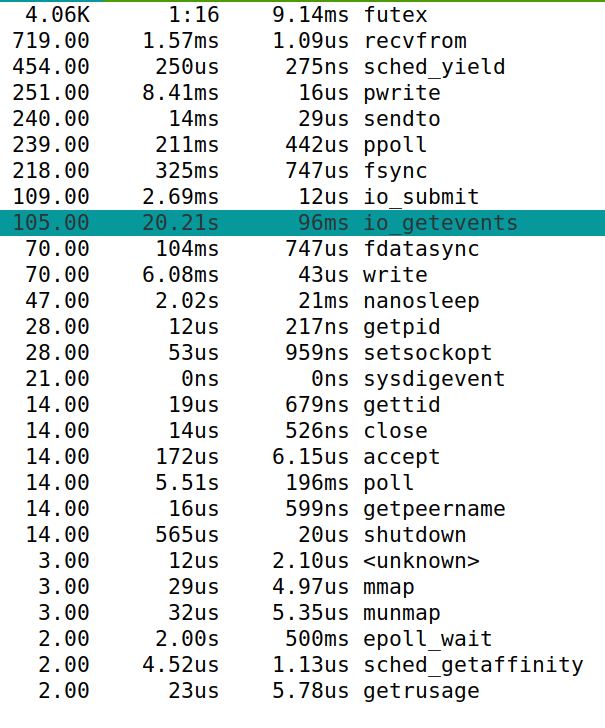 4.06K 1:16 9.14ms futex
719.00 1.57ms 1.09us recvfrom
454.00 250us 275ns sched_yield
251.00 8.41ms 16us pwrite
240.00 14ms 29us sendto
239.00 211ms 442us ppoll
218.00 325ms 747us fsync
109.00 2.69ms 12us io_submit
105.00 20.21s 96ms io_getevents
70.00 104ms 747us fdatasync
70.00 6.08ms 43us write
47.00 2.02s 21ms nanosleep
28.00 12us 217ns getpid
28.00 53us 959ns setsockopt
21.00 0ns 0ns sysdigevent
14.00 19us 679ns gettid
14.00 14us 526ns close
14.00 172us 6.15us accept
14.00 5.51s 196ms poll
14.00 16us 599ns getpeername
14.00 565us 20us shutdown
3.00 12us 2.10us <unknown>
3.00 29us 4.97us mmap
3.00 32us 5.35us munmap
2.00 2.00s 500ms epoll_wait
2.00 4.52us 1.13us sched_getaffinity
2.00 23us 5.78us getrusage